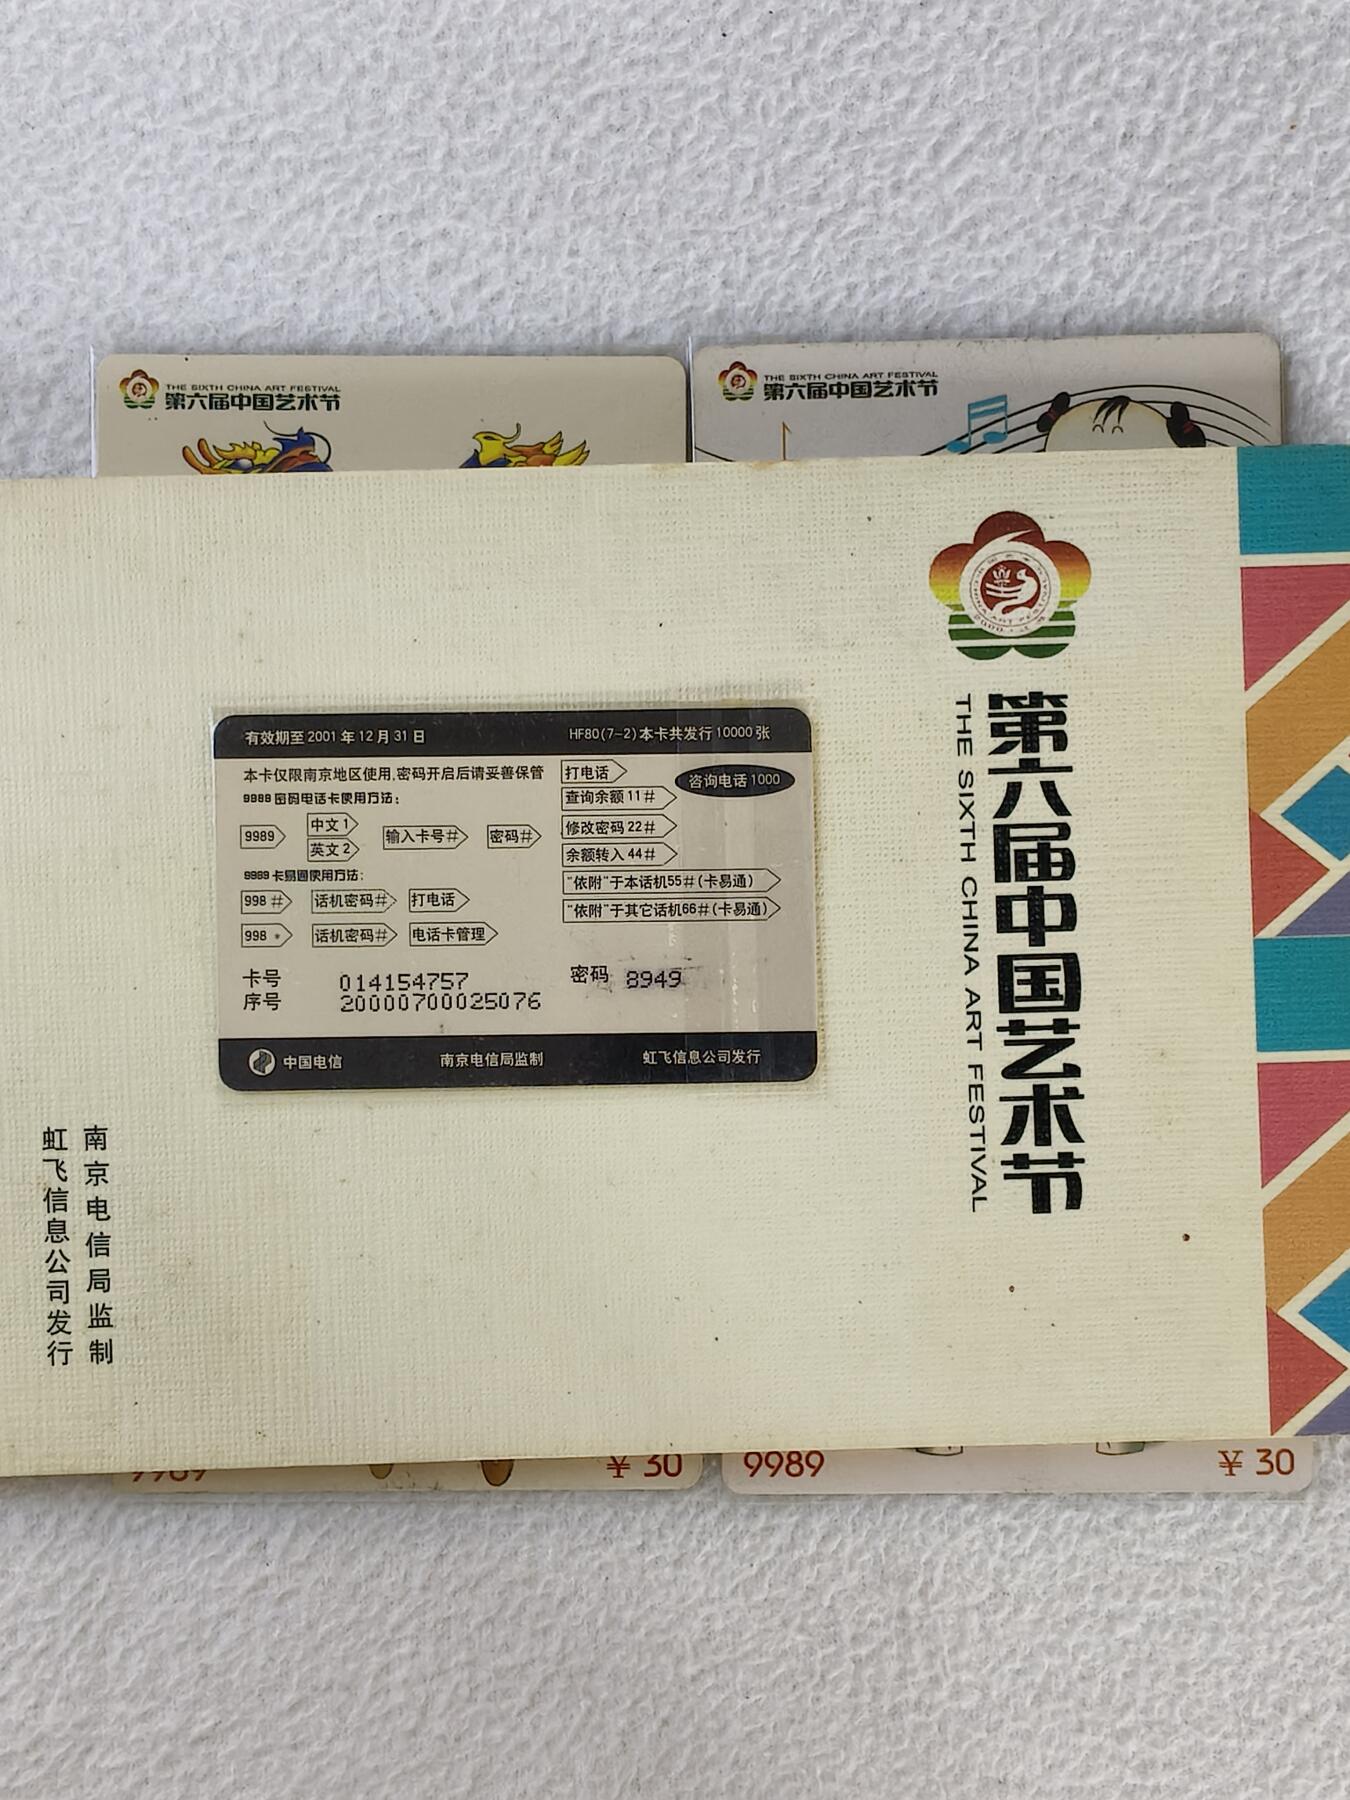 THE SIXTH CHINA ART FESTIVAL
第六届中国艺术节
THE SIXTH CHINA ART FESTIVAL
第六届中国艺术节
第六届中国艺术节
THE SIXTH CHINA ART FESTIVAL
有效期至 2001 年 12 月 31 日
HF80(7-2)本卡共发行 10000 张
本卡仅限南京地区使用,密码开启后请妥善保管
9989 密码电话卡使用方法:
9989
中文 1
英文 2
输入卡号#
密码#
9989 卡易通使用方法:
998 #
话机密码#
打电话
998 *
话机密码#
电话卡管理
打电话
咨询电话 1000
查询余额 11#
修改密码 22#
余额转入 44#
"依附"于本话机55#(卡易通)
"依附"于其它话机66#(卡易通)
卡号 014154757
序号 20000700025076
密码 8949
中国电信
南京电信局监制
虹飞信息公司发行
南京电信局监制
虹飞信息公司发行
9989
¥ 30
9989
¥ 30